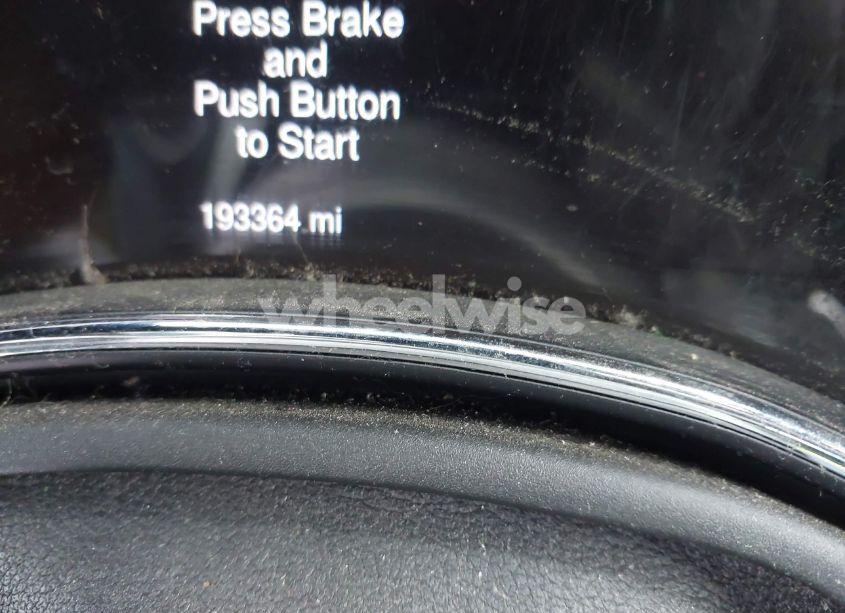 Press Brake
and
Push Button
to Start
193364 mi
wheelwise